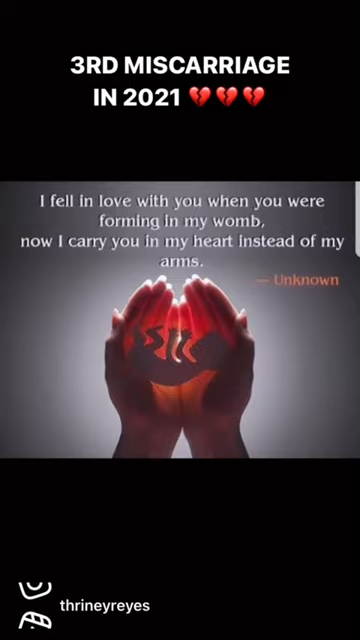 3RD MISCARRIAGE
IN 2021 💔💔💔
I fell in love with you when you were
forming in my womb,
now I carry you in my heart instead of my
arms.
— Unknown
thrineyreyes